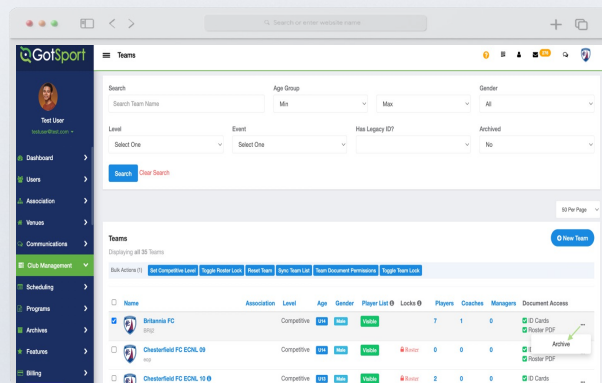 Search or enter website name
GotSport
Teams
Test User
testuser@test.com
Dashboard
Users
Association
Venues
Communications
Club Management
Scheduling
Programs
Archives
Features
Billing
Search
Age Group
Gender
Search Team Name
Min
Max
All
Level
Event
Has Legacy ID?
Archived
Select One
Select One
No
Search
Clear Search
50 Per Page
Teams
New Team
Displaying all 35 Teams
Bulk Actions (1) Set Competitive Level Toggle Roster Lock Reset Team Sync Team List Team Document Permissions Toggle Team Lock
Name Association Level Age Gender Player List Locks Players Coaches Managers Document Access
Britannia FC Competitive U14 Male Visible 7 1 0 ID Cards
Roster PDF
Archive
Chesterfield FC ECNL 09 Competitive U14 Male Visible Roster 0 0 0
Roster PDF
Chesterfield FC ECNL 10 Competitive U13 Male Visible Roster 2 0 0 ID Cards